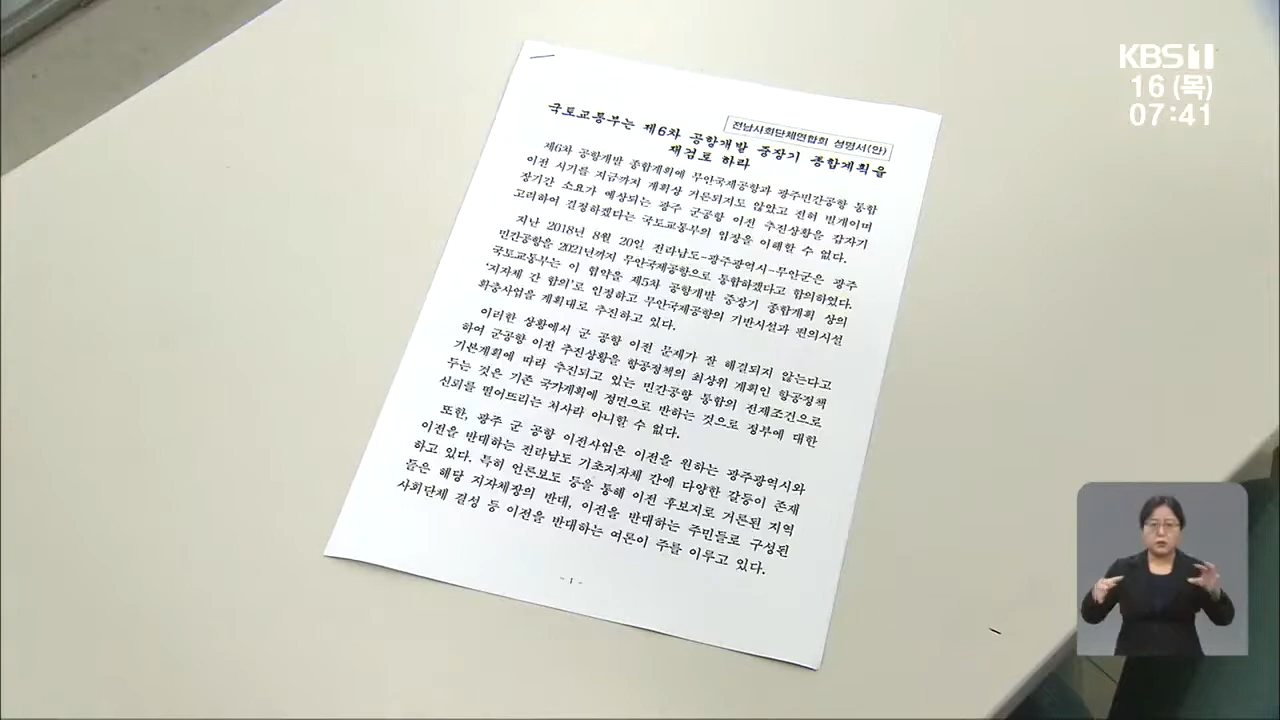 KBS1
16 (목)
07:41
전남사회단체연합회 성명서(안)
국토교통부는 제6차 공항개발 중장기 종합계획을
재검토 하라
제6차 공항개발 종합계획에 무안국제공항과 광주민간공항 통합
이전 시기를 지금까지 계획상 거론되지도 않았고 전혀 별개이며
장기간 소요가 예상되는 광주 군공항 이전 추진상황을 갑자기
고려하여 결정하겠다는 국토교통부의 입장을 이해할 수 없다.
지난 2018년 8월 20일 전라남도-광주광역시-무안군은 광주
민간공항을 2021년까지 무안국제공항으로 통합하겠다고 합의하였다.
국토교통부는 이 협약을 제5차 공항개발 중장기 종합계획 상의
'지자체 간 합의'로 인정하고 무안국제공항의 기반시설과 편의시설
확충사업을 계획대로 추진하고 있다.
이러한 상황에서 군 공항 이전 문제가 잘 해결되지 않는다고
하여 군공항 이전 추진상황을 항공정책의 최상위 계획인 항공정책
기본계획에 따라 추진되고 있는 민간공항 통합의 전제조건으로
두는 것은 기존 국가계획에 정면으로 반하는 것으로 정부에 대한
신뢰를 떨어뜨리는 처사라 아니할 수 없다.
또한, 광주 군 공항 이전사업은 이전을 원하는 광주광역시와
이전을 반대하는 전라남도 기초지자체 간에 다양한 갈등이 존재
하고 있다. 특히 언론보도 등을 통해 이전 후보지로 거론된 지역
들은 해당 지자체장의 반대, 이전을 반대하는 주민들로 구성된
사회단체 결성 등 이전을 반대하는 여론이 주를 이루고 있다.
- 1 -